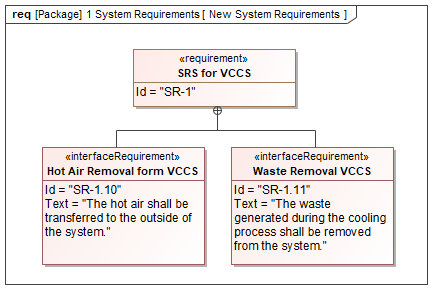 req [Package] 1 System Requirements [ New System Requirements ]
«requirement»
SRS for VCCS
Id = "SR-1"
«interfaceRequirement»
Hot Air Removal form VCCS
Id = "SR-1.10"
Text = "The hot air shall be
transferred to the outside of
the system."
«interfaceRequirement»
Waste Removal VCCS
Id = "SR-1.11"
Text = "The waste
generated during the cooling
process shall be removed
from the system."